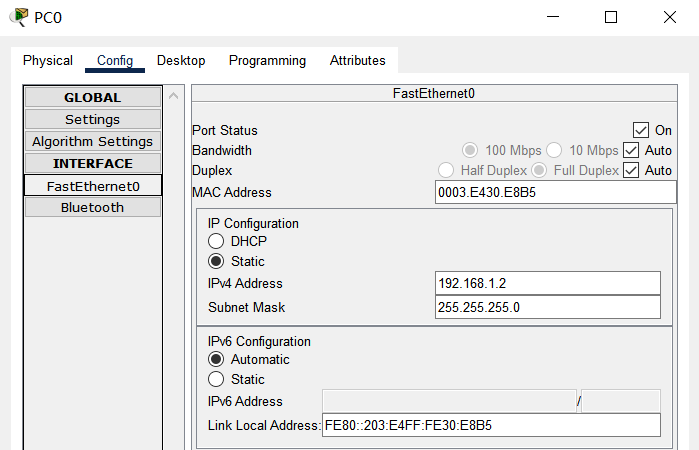 PC0
Physical Config Desktop Programming Attributes
GLOBAL
Settings
Algorithm Settings
INTERFACE
FastEthernet0
Bluetooth
FastEthernet0
Port Status On
Bandwidth 100 Mbps 10 Mbps Auto
Duplex Half Duplex Full Duplex Auto
MAC Address 0003.E430.E8B5
IP Configuration
DHCP
Static
IPv4 Address 192.168.1.2
Subnet Mask 255.255.255.0
IPv6 Configuration
Automatic
Static
IPv6 Address /
Link Local Address: FE80::203:E4FF:FE30:E8B5